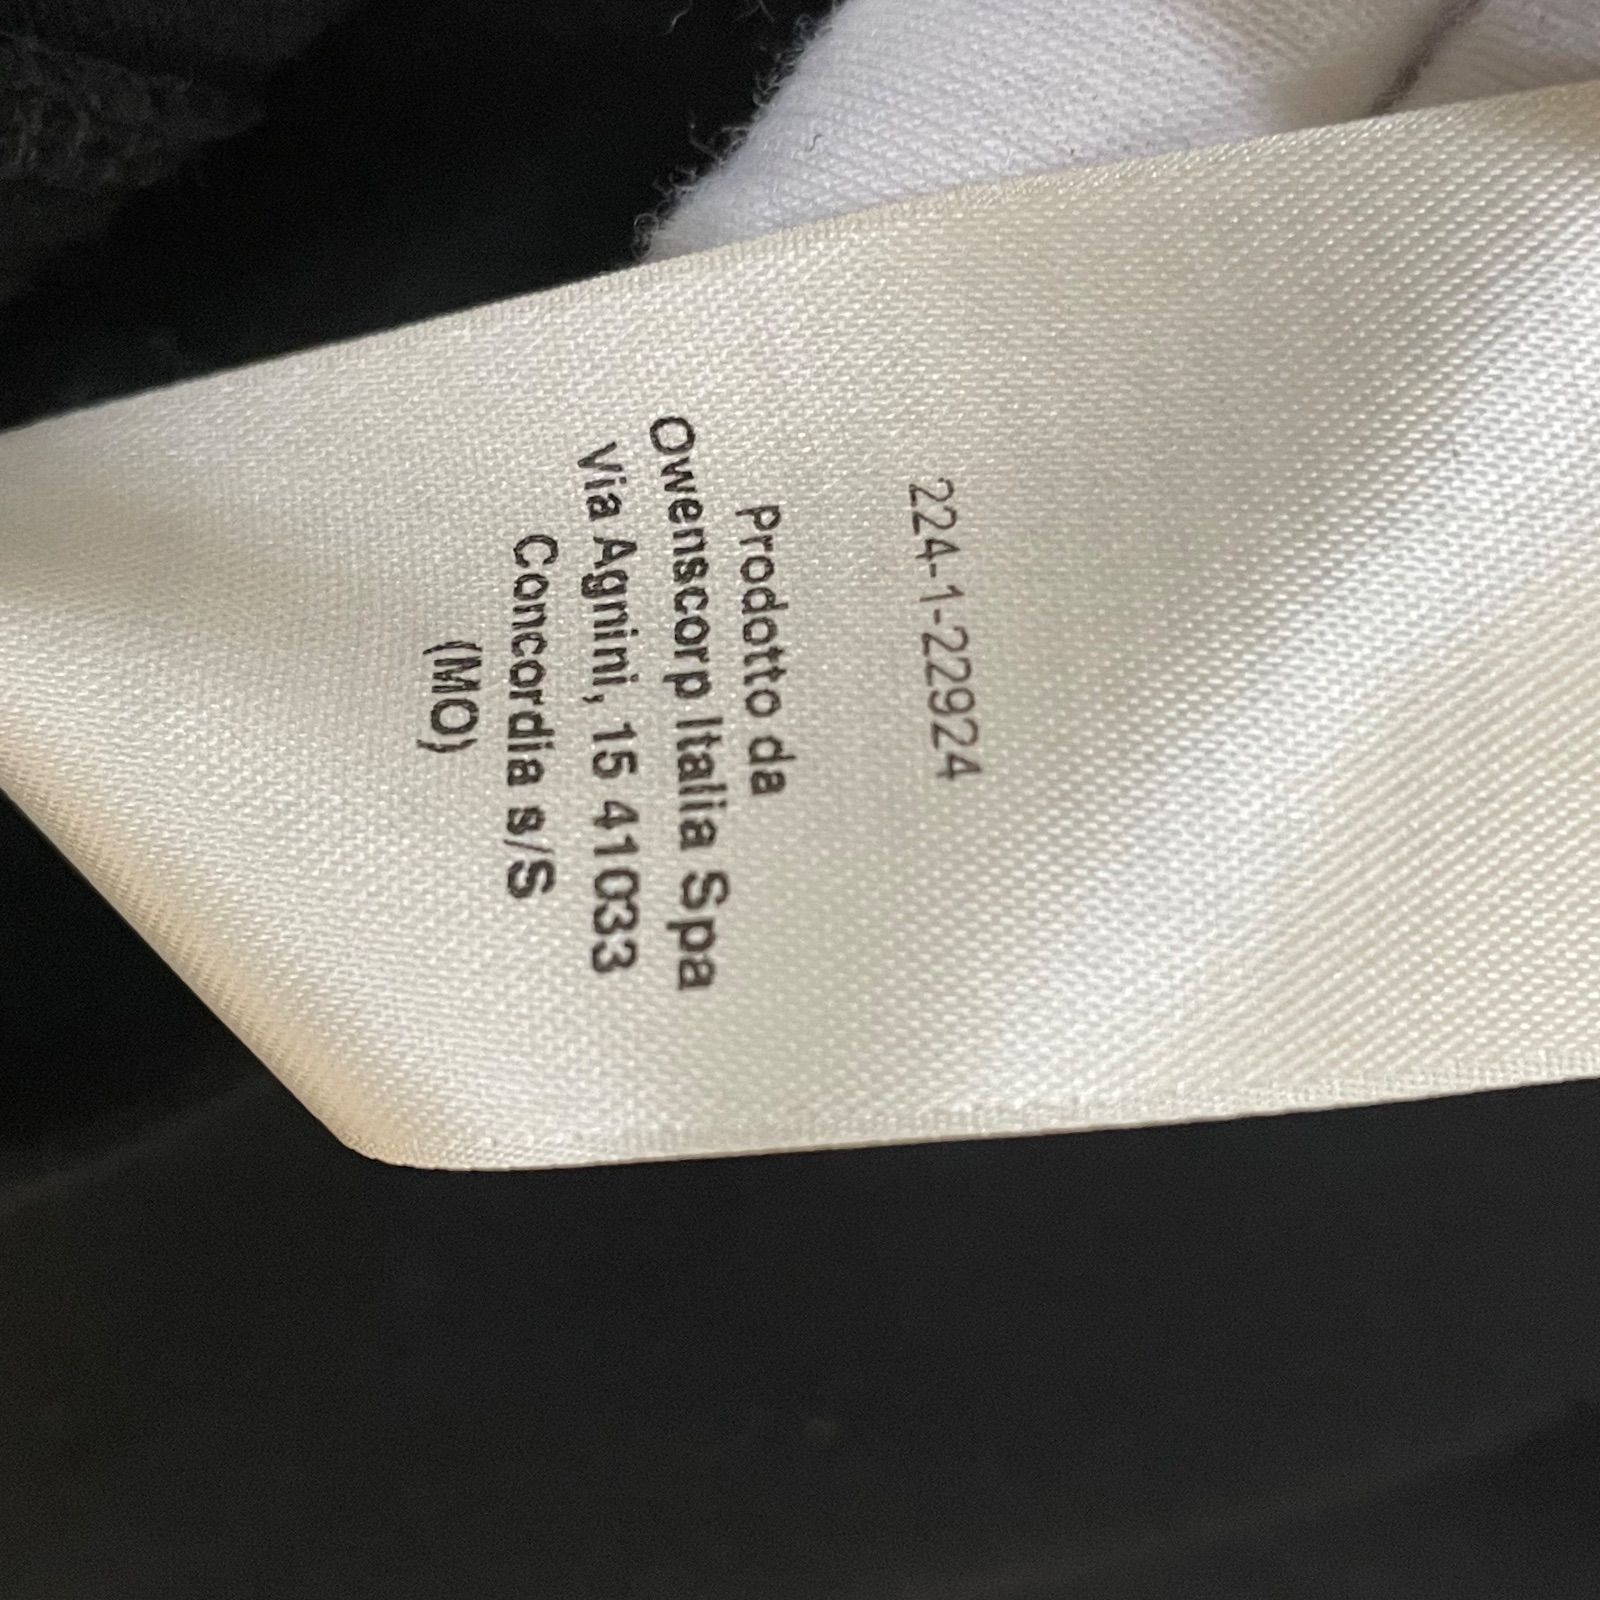 224-1-22924
Prodotto da
Owenscorp Italia Spa
Via Agnini, 15 41033
Concordia s/S
(MO)